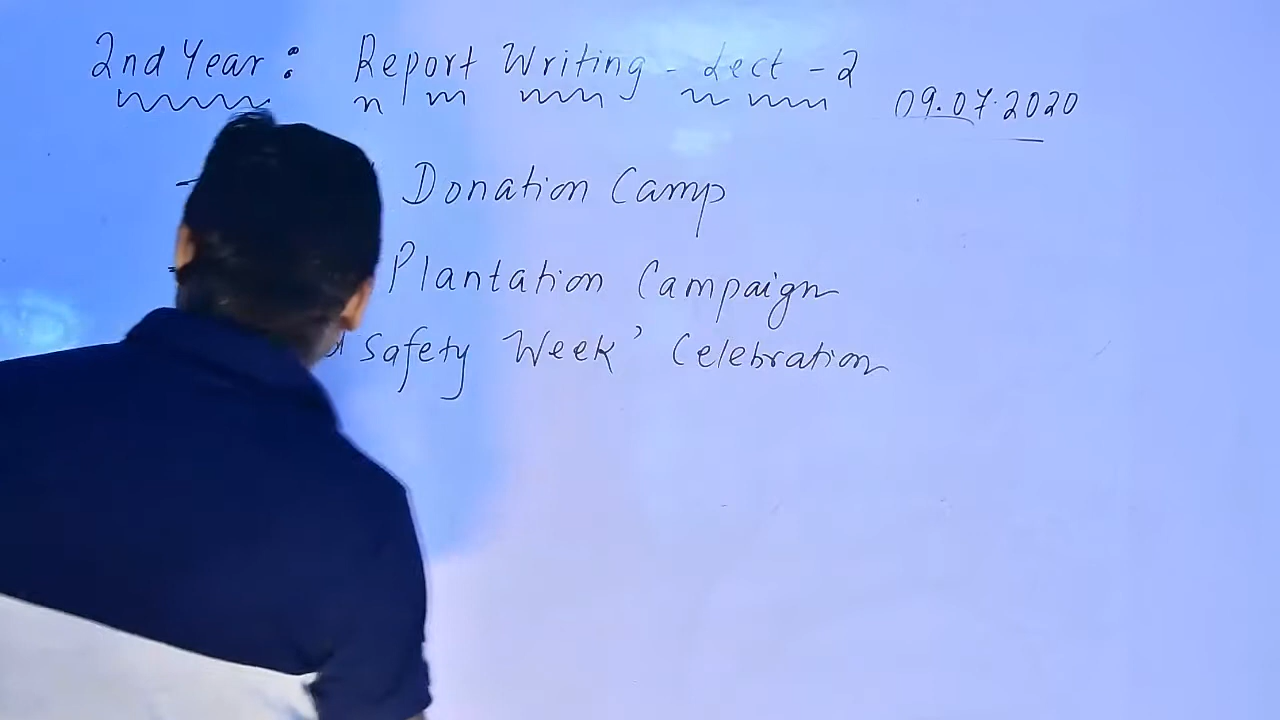 2nd Year : Report Writing - Lect - 2
09.07.2020
Donation Camp
Plantation Campaign
Safety Week' Celebration